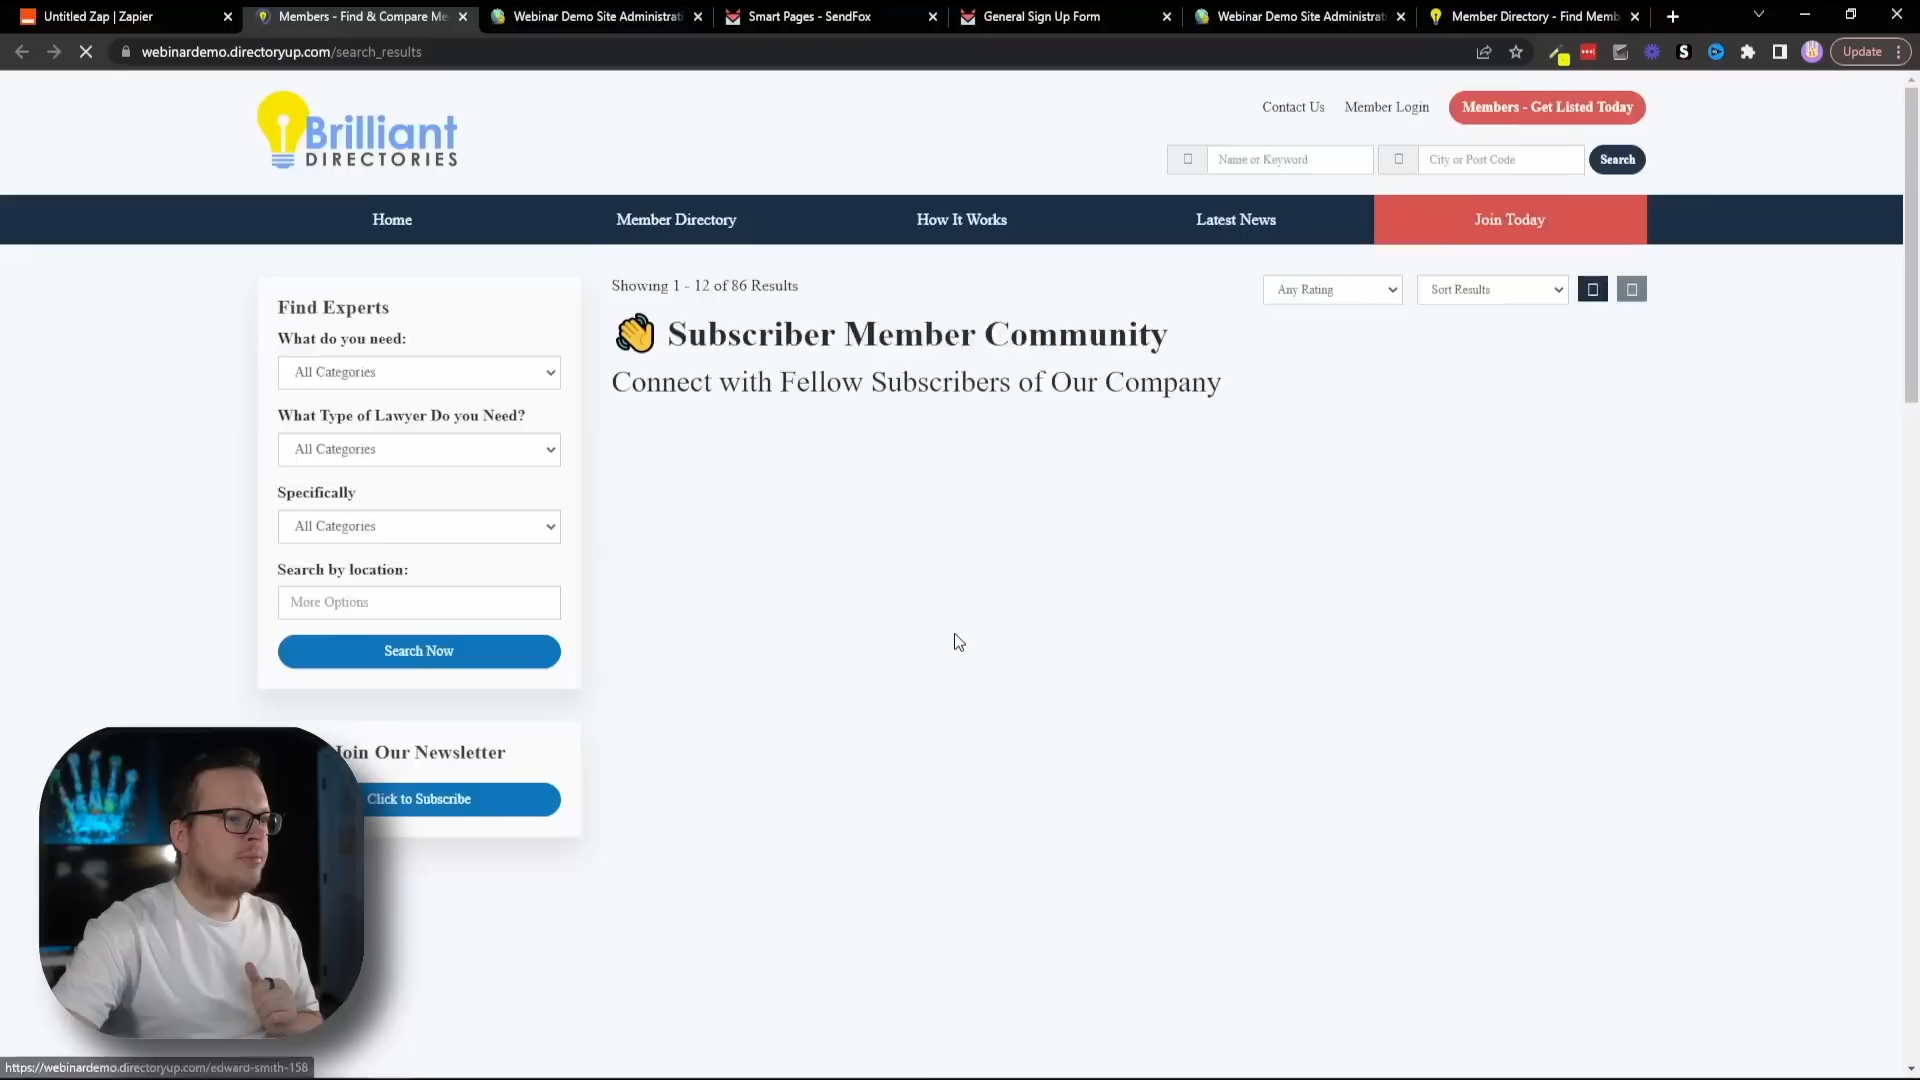 Untitled Zap | Zapier
Members - Find & Compare Me
Webinar Demo Site Administrati
Smart Pages - SendFox
General Sign Up Form
Webinar Demo Site Administrat
Member Directory - Find Memb
webinardemo.directoryup.com/search_results
Update
Brilliant
DIRECTORIES
Contact Us
Member Login
Members - Get Listed Today
Name or Keyword
City or Post Code
Search
Home
Member Directory
How It Works
Latest News
Join Today
Find Experts
What do you need:
All Categories
What Type of Lawyer Do you Need?
All Categories
Specifically
All Categories
Search by location:
More Options
Search Now
Join Our Newsletter
Click to Subscribe
Showing 1 - 12 of 86 Results
Any Rating
Sort Results
👋 Subscriber Member Community
Connect with Fellow Subscribers of Our Company
https://webinardemo.directoryup.com/edward-smith-158